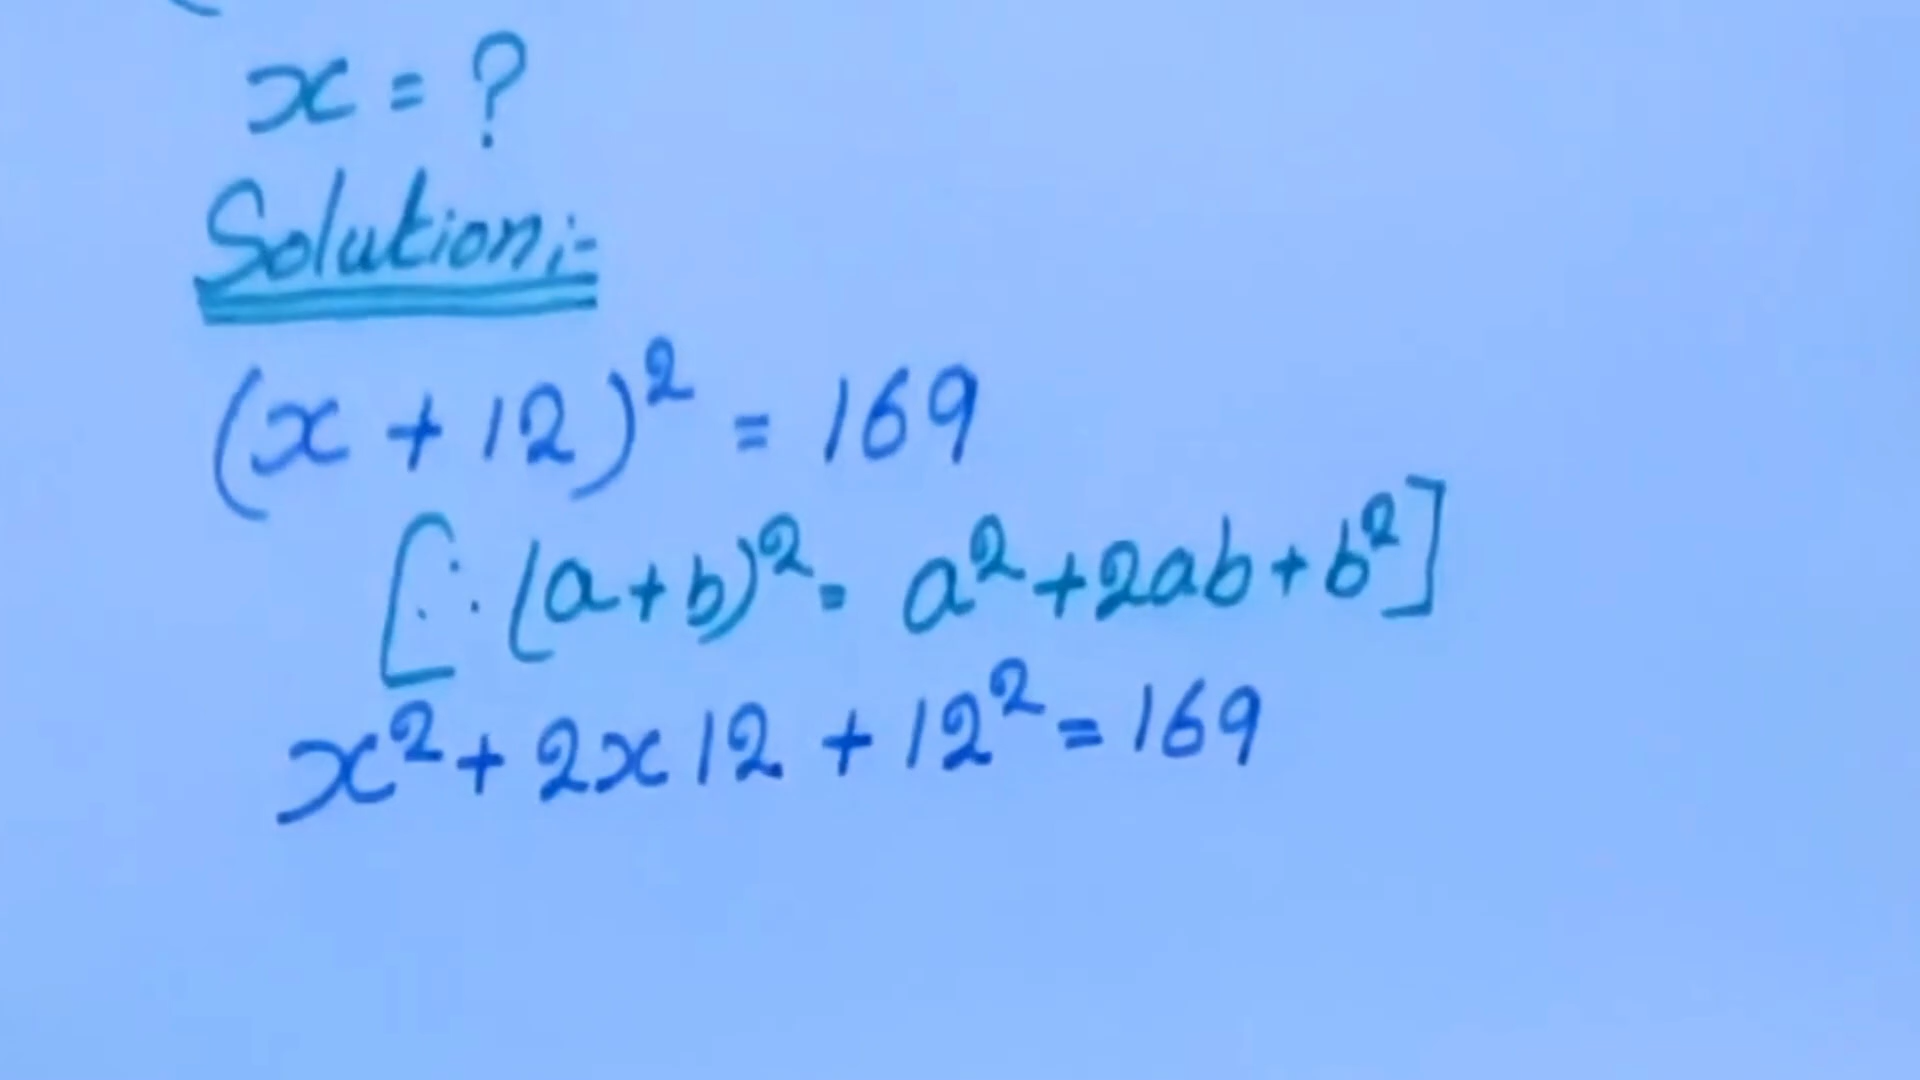 x = ?
Solution:-
(x + 12)² = 169
[∵ (a+b)² = a²+2ab+b²]
x² + 2x12 + 12² = 169